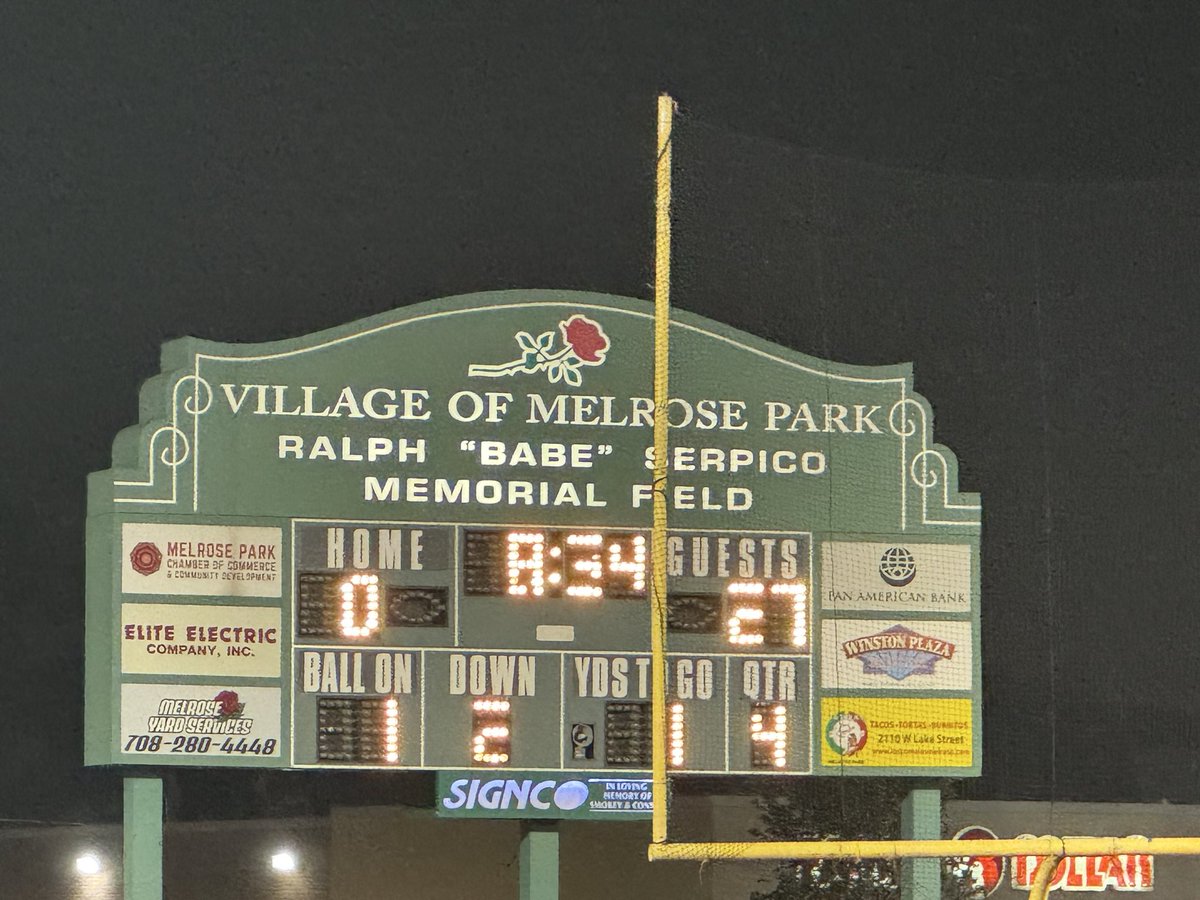 VILLAGE OF MELROSE PARK
RALPH "BABE" SERPICO
MEMORIAL FIELD
MELROSE PARK
CHAMBER OF COMMERCE
& COMMUNITY DEVELOPMENT
ELITE ELECTRIC
COMPANY, INC.
MELROSE
YARD SERVICES
708-280-4448
HOME
0
8:34
GUESTS
27
BALL ON
1
DOWN
2
YDS TO GO
1
QTR
4
PAN AMERICAN BANK
WINSTON PLAZA
TACOS·TORTAS·BURRITOS
2110 W Lake Street
SIGNCO
IN LOVING
MEMORY OF
DOLLAR